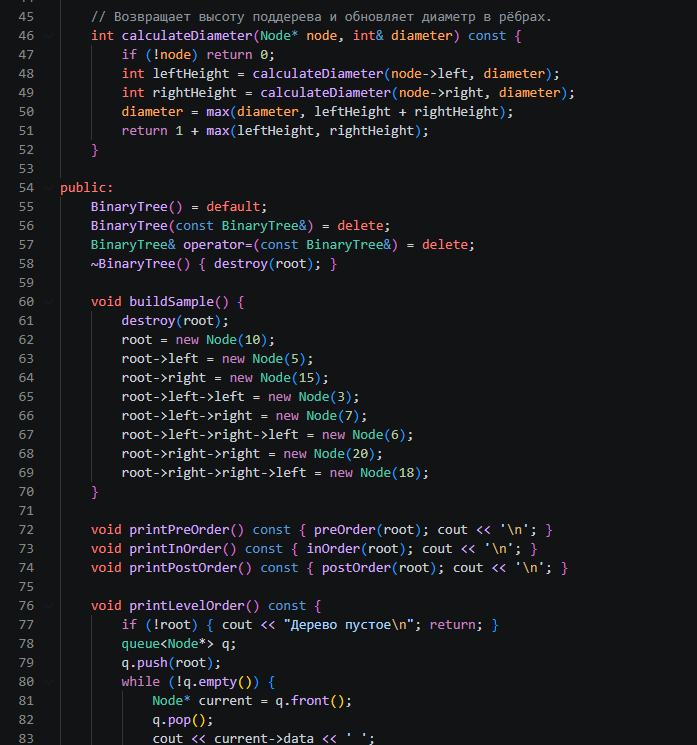 45 // Возвращает высоту поддерева и обновляет диаметр в рёбрах.
46 int calculateDiameter(Node* node, int& diameter) const {
47 if (!node) return 0;
48 int leftHeight = calculateDiameter(node->left, diameter);
49 int rightHeight = calculateDiameter(node->right, diameter);
50 diameter = max(diameter, leftHeight + rightHeight);
51 return 1 + max(leftHeight, rightHeight);
52 }
53
54 public:
55 BinaryTree() = default;
56 BinaryTree(const BinaryTree&) = delete;
57 BinaryTree& operator=(const BinaryTree&) = delete;
58 ~BinaryTree() { destroy(root); }
59
60 void buildSample() {
61 destroy(root);
62 root = new Node(10);
63 root->left = new Node(5);
64 root->right = new Node(15);
65 root->left->left = new Node(3);
66 root->left->right = new Node(7);
67 root->left->right->left = new Node(6);
68 root->right->right = new Node(20);
69 root->right->right->left = new Node(18);
70 }
71
72 void printPreOrder() const { preOrder(root); cout << '\n'; }
73 void printInOrder() const { inOrder(root); cout << '\n'; }
74 void printPostOrder() const { postOrder(root); cout << '\n'; }
75
76 void printLevelOrder() const {
77 if (!root) { cout << "Дерево пустое\n"; return; }
78 queue<Node*> q;
79 q.push(root);
80 while (!q.empty()) {
81 Node* current = q.front();
82 q.pop();
83 cout << current->data << ' ';